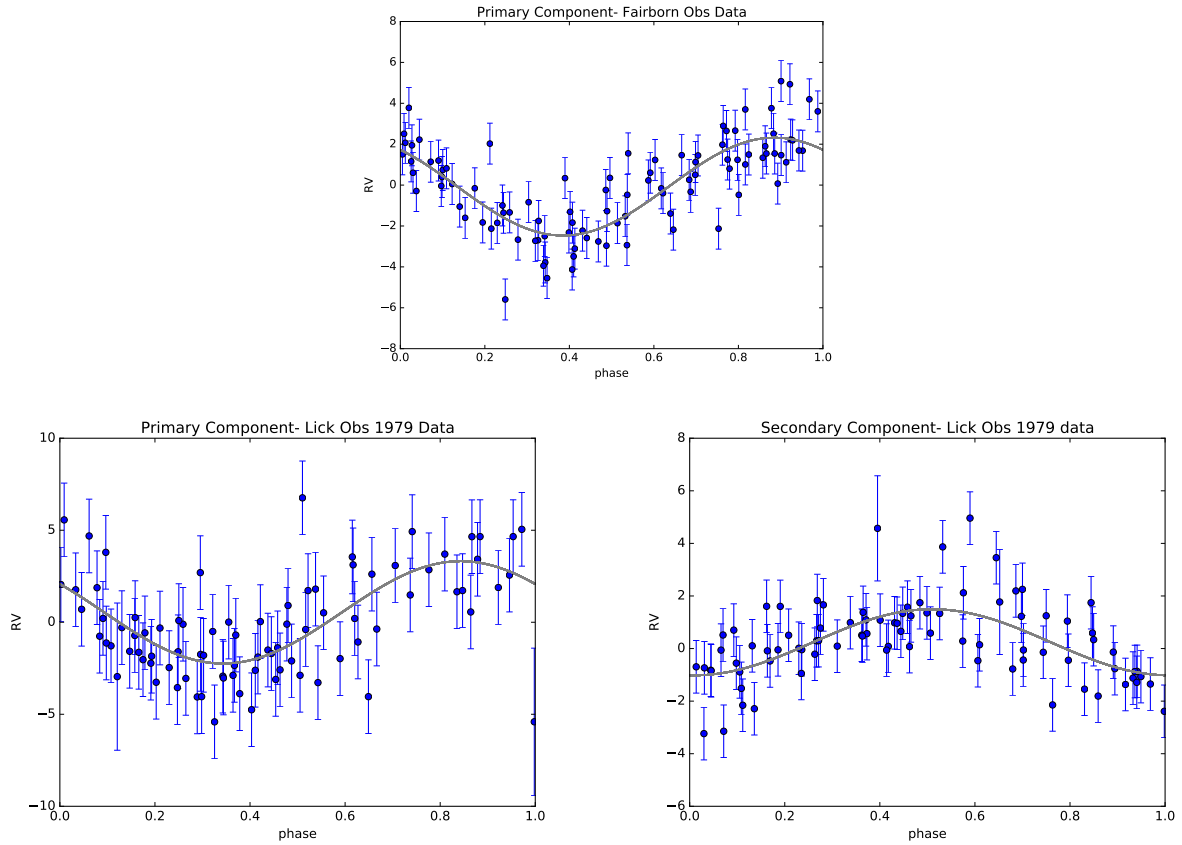 Primary Component- Fairborn Obs Data
8
6
4
2
0
−2
−4
−6
−8
RV
0.0 0.2 0.4 0.6 0.8 1.0
phase
Primary Component- Lick Obs 1979 Data
10
5
0
−5
−10
RV
0.0 0.2 0.4 0.6 0.8 1.0
phase
Secondary Component- Lick Obs 1979 data
8
6
4
2
0
−2
−4
−6
RV
0.0 0.2 0.4 0.6 0.8 1.0
phase